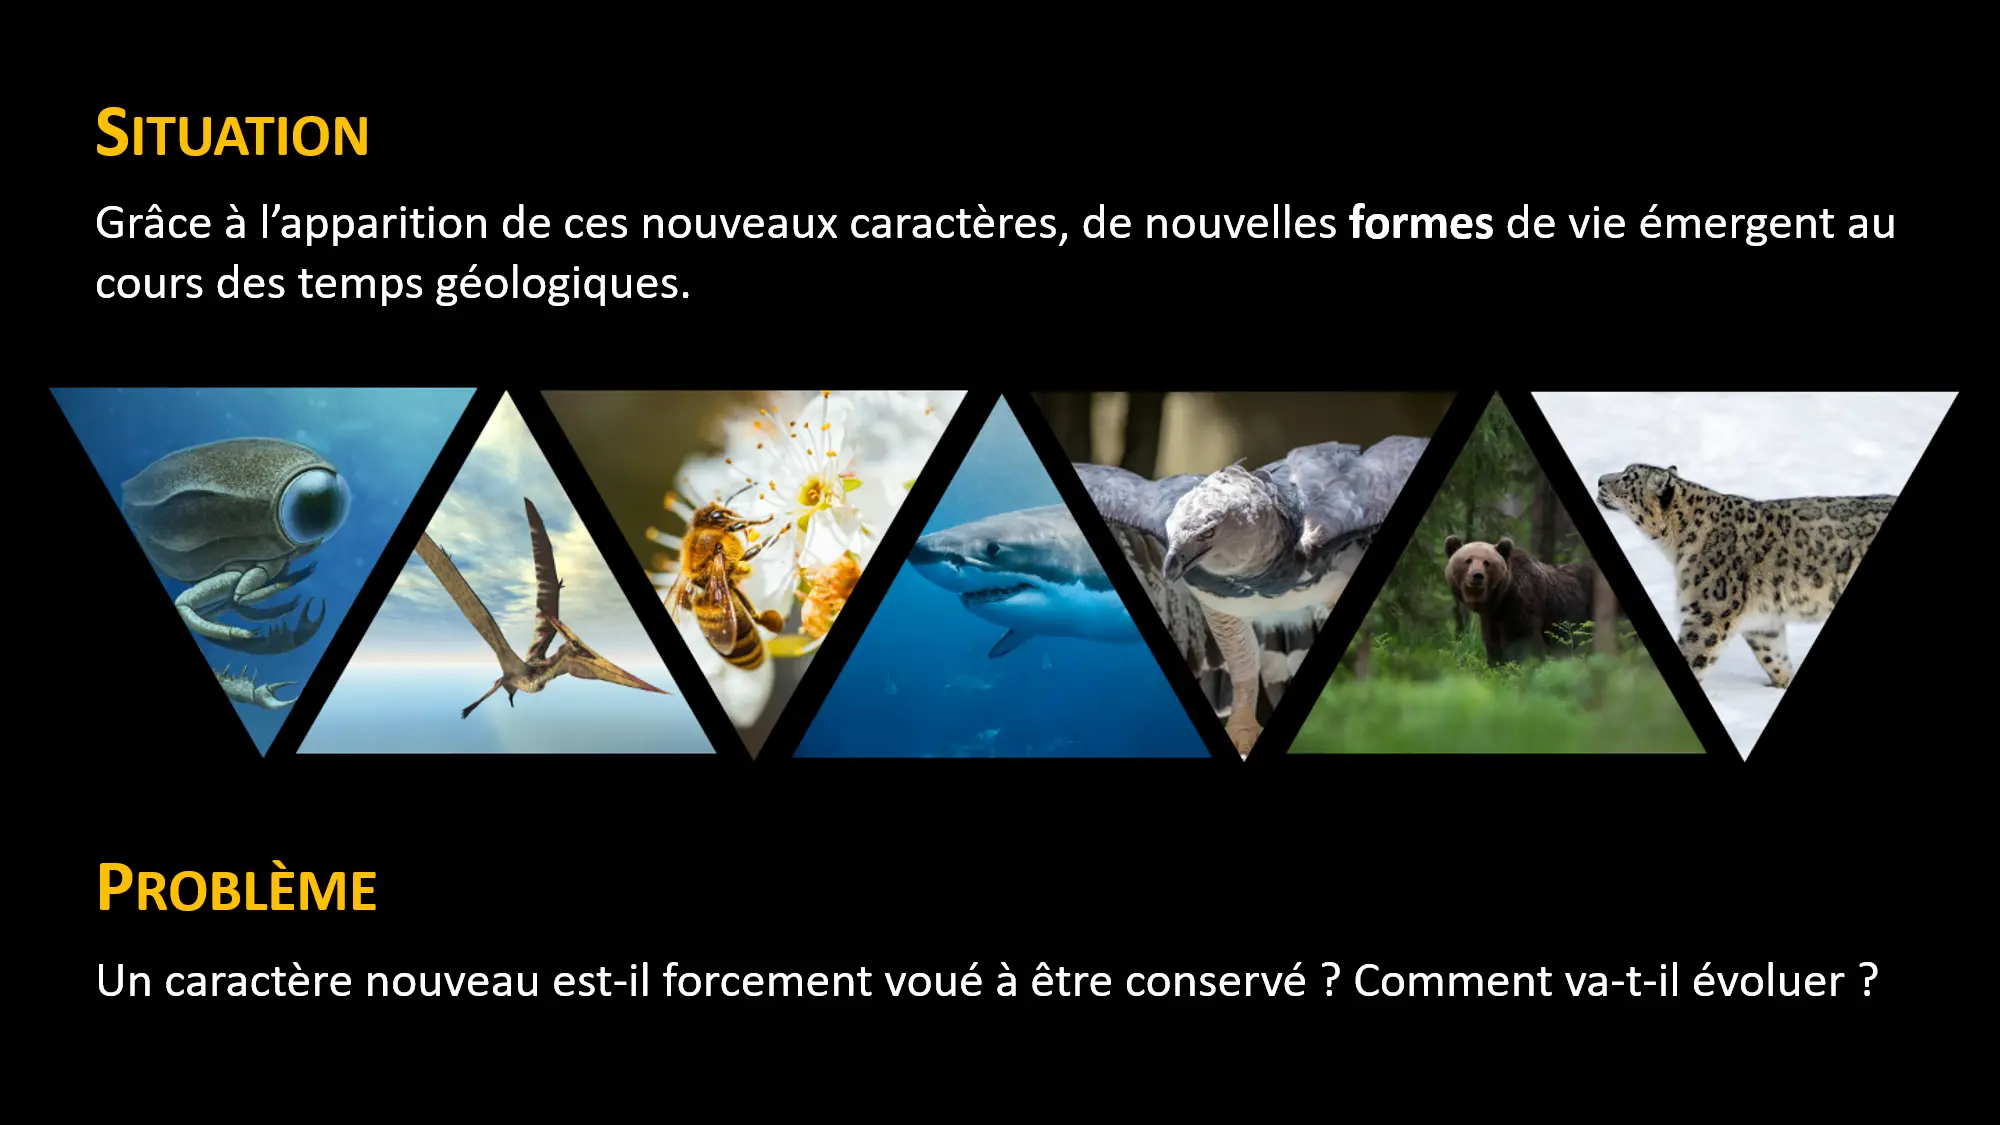 SITUATION
Grâce à l’apparition de ces nouveaux caractères, de nouvelles formes de vie émergent au
cours des temps géologiques.
PROBLÈME
Un caractère nouveau est-il forcement voué à être conservé ? Comment va-t-il évoluer ?